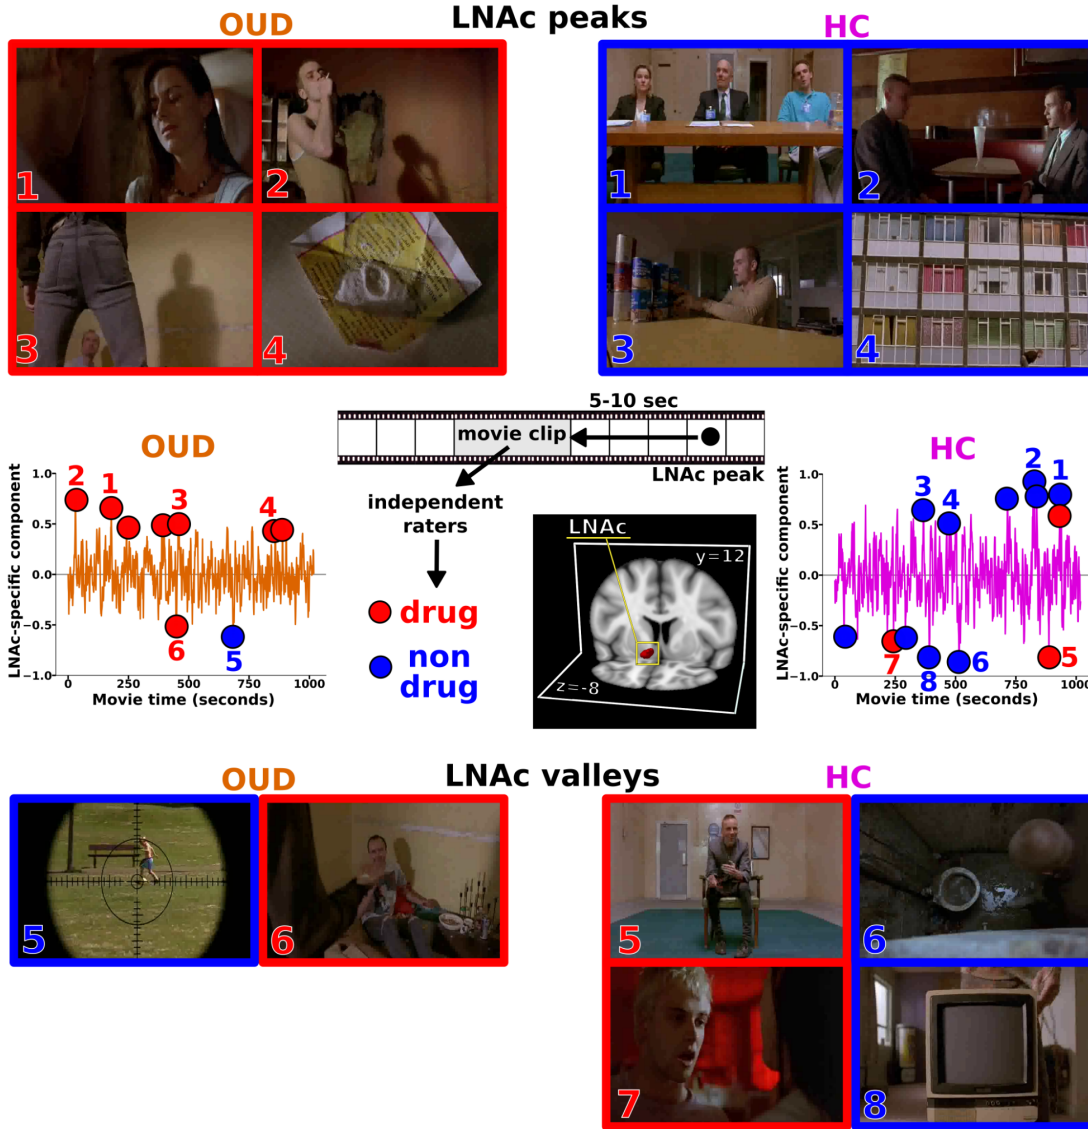 LNAc peaks
OUD
HC
1
2
3
4
1
2
3
4
5-10 sec
movie clip
LNAc peak
independent
raters
drug
non
drug
LNAc
y=12
z=-8
OUD
LNAc-specific component
1.0
0.5
0.0
−0.5
−1.0
2
1
3
4
6
5
0
250
500
750
1000
Movie time (seconds)
HC
LNAc-specific component
1.0
0.5
0.0
−0.5
−1.0
3
4
2
1
7
8
6
5
0
250
500
750
1000
Movie time (seconds)
LNAc valleys
OUD
HC
5
6
5
6
7
8